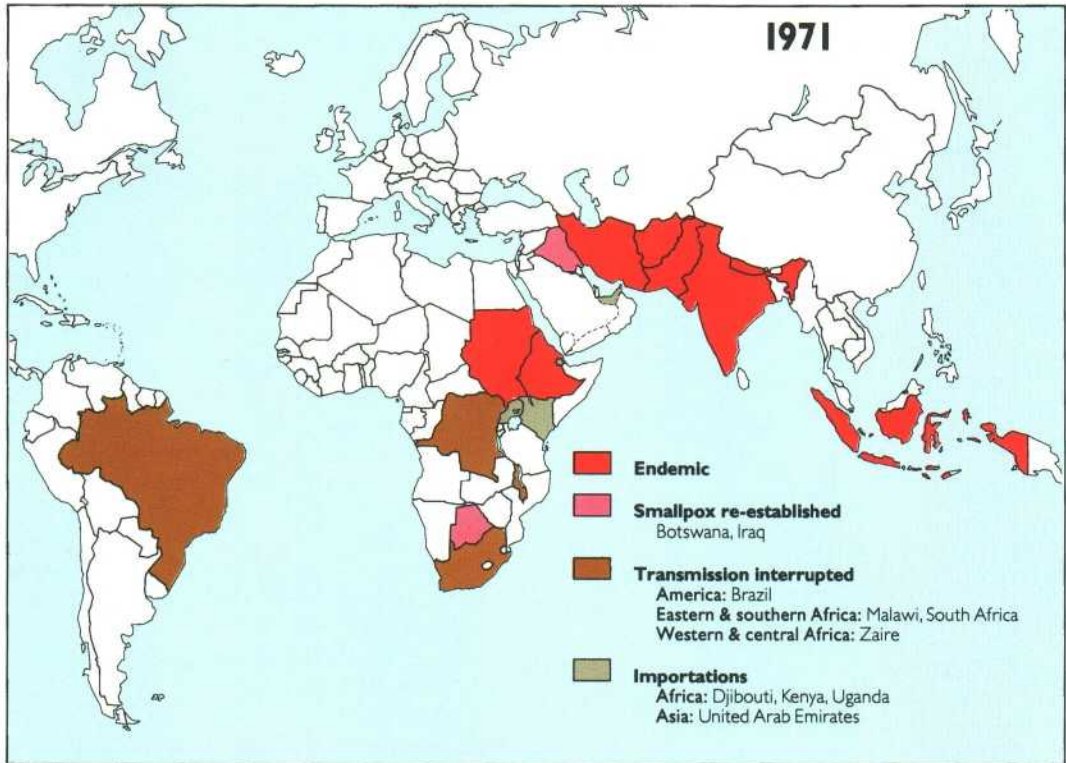 1971
Endemic
Smallpox re-established
Botswana, Iraq
Transmission interrupted
America: Brazil
Eastern & southern Africa: Malawi, South Africa
Western & central Africa: Zaire
Importations
Africa: Djibouti, Kenya, Uganda
Asia: United Arab Emirates